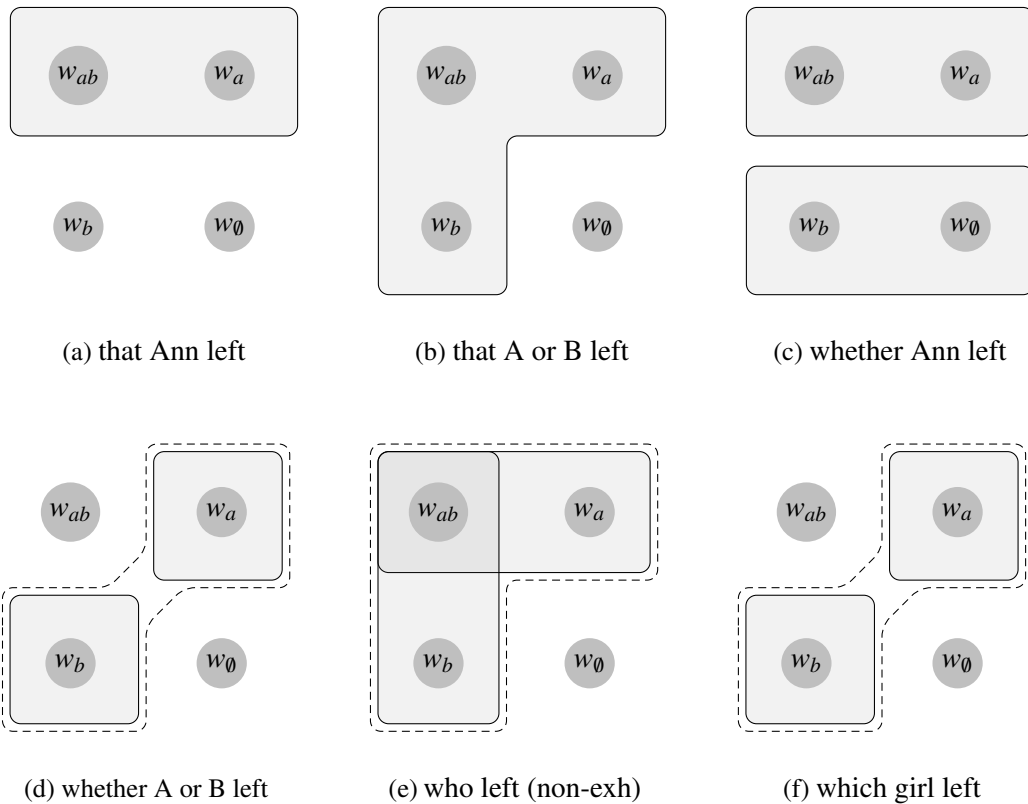 w_ab w_a w_ab w_a w_ab w_a
w_b w_∅ w_b w_∅ w_b w_∅
(a) that Ann left (b) that A or B left (c) whether Ann left
w_ab w_a w_ab w_a w_ab w_a
w_b w_∅ w_b w_∅ w_b w_∅
(d) whether A or B left (e) who left (non-exh) (f) which girl left